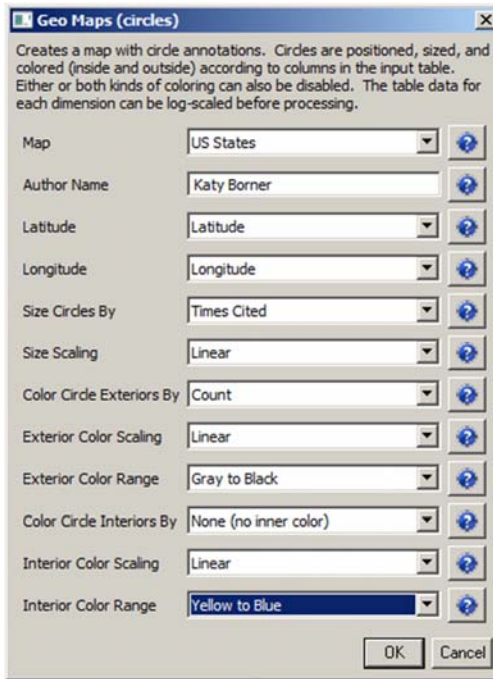 Geo Maps (circles)
Creates a map with circle annotations. Circles are positioned, sized, and
colored (inside and outside) according to columns in the input table.
Either or both kinds of coloring can also be disabled. The table data for
each dimension can be log-scaled before processing.
Map US States
Author Name Katy Borner
Latitude Latitude
Longitude Longitude
Size Circles By Times Cited
Size Scaling Linear
Color Circle Exteriors By Count
Exterior Color Scaling Linear
Exterior Color Range Gray to Black
Color Circle Interiors By None (no inner color)
Interior Color Scaling Linear
Interior Color Range Yellow to Blue
OK Cancel